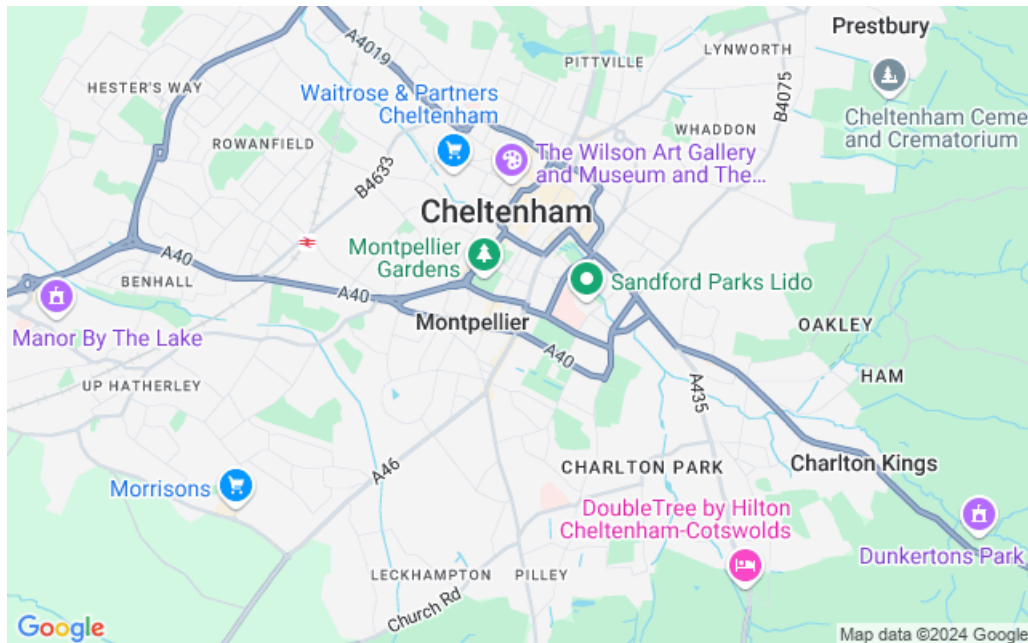 Prestbury
A4019
PITTVILLE
LYNWORTH
HESTER'S WAY
Waitrose & Partners
Cheltenham
B4075
Cheltenham Ceme
and Crematorium
WHADDON
ROWANFIELD
B4633
The Wilson Art Gallery
and Museum and The…
Cheltenham
Montpellier
Gardens
A40
BENHALL
A40
Sandford Parks Lido
Manor By The Lake
Montpellier
OAKLEY
A40
UP HATHERLEY
A435
HAM
A46
CHARLTON PARK
Charlton Kings
Morrisons
DoubleTree by Hilton
Cheltenham-Cotswolds
Dunkertons Park
LECKHAMPTON
PILLEY
Church Rd
Google
Map data ©2024 Google